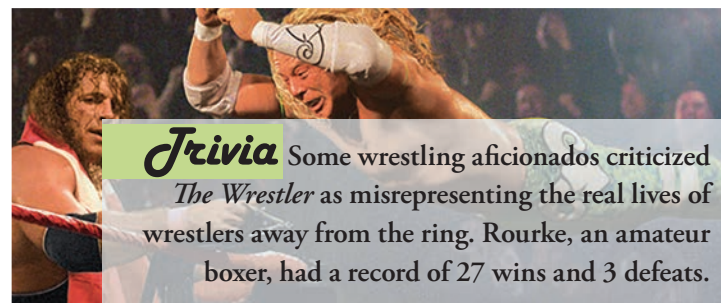 Trivia Some wrestling aficionados criticized
The Wrestler as misrepresenting the real lives of
wrestlers away from the ring. Rourke, an amateur
boxer, had a record of 27 wins and 3 defeats.